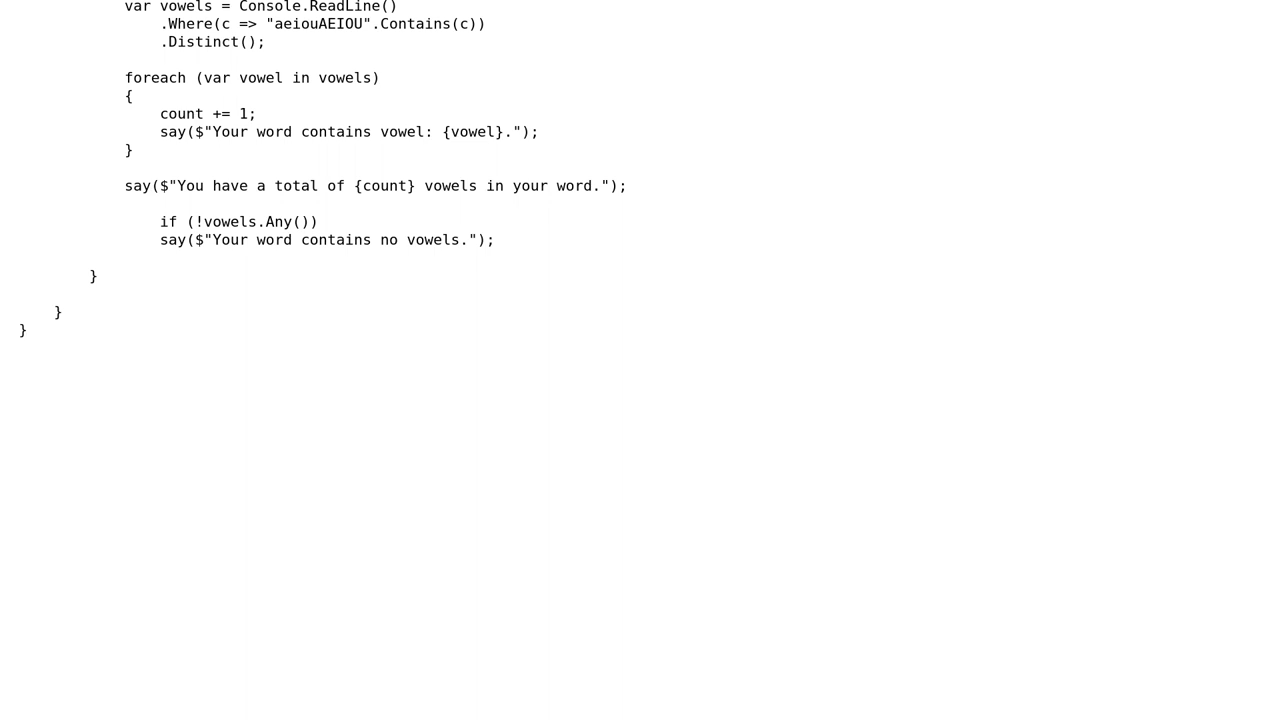 var vowels = Console.ReadLine()
.Where(c => "aeiouAEIOU".Contains(c))
.Distinct();
foreach (var vowel in vowels)
{
count += 1;
say($"Your word contains vowel: {vowel}.");
}
say($"You have a total of {count} vowels in your word.");
if (!vowels.Any())
say($"Your word contains no vowels.");
}
}
}